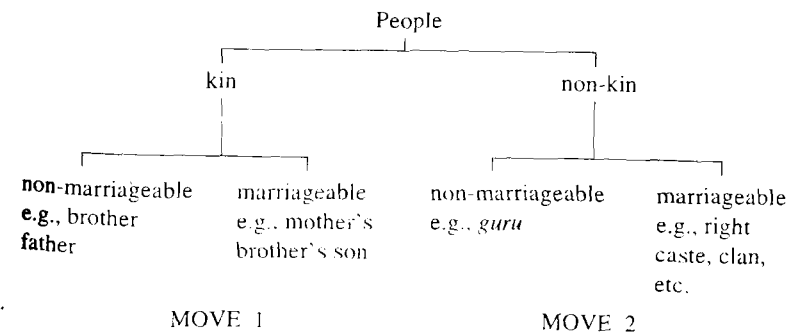 People
kin
non-kin
non-marriageable
e.g., brother
father
marriageable
e.g., mother's
brother's son
non-marriageable
e.g., guru
marriageable
e.g., right
caste, clan,
etc.
MOVE 1
MOVE 2